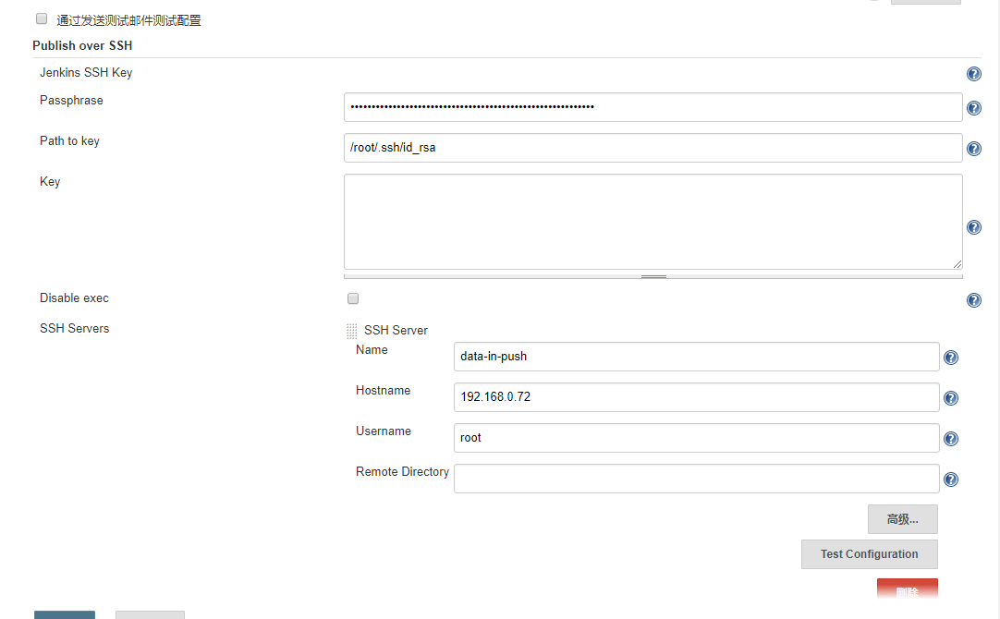 通过发送测试邮件测试配置
Publish over SSH
Jenkins SSH Key
Passphrase
••••••••••••••••••••••••••••••••••••••••••••••••••••••••••
Path to key
/root/.ssh/id_rsa
Key
Disable exec
SSH Servers
SSH Server
Name
data-in-push
Hostname
192.168.0.72
Username
root
Remote Directory
高级...
Test Configuration
删除